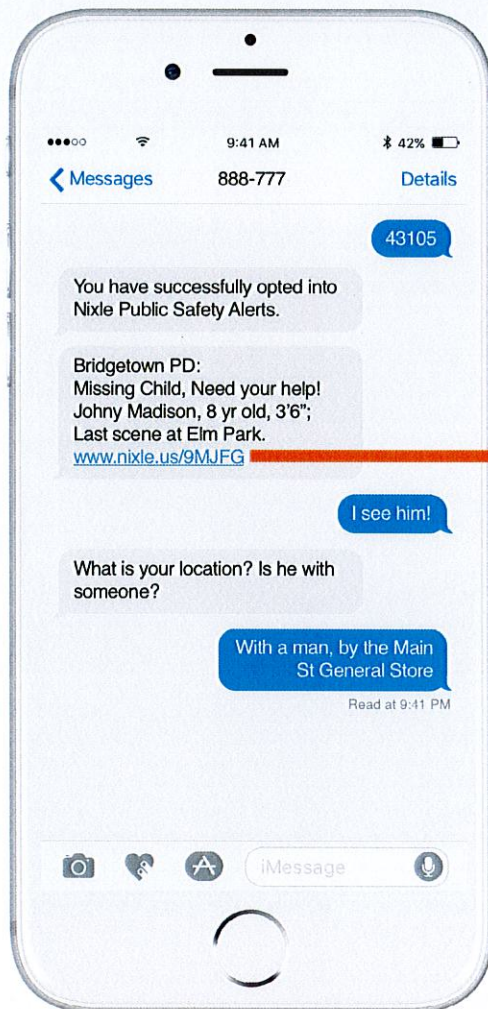 9:41 AM
42%
Messages
888-777
Details
43105
You have successfully opted into
Nixle Public Safety Alerts.
Bridgetown PD:
Missing Child, Need your help!
Johny Madison, 8 yr old, 3'6";
Last scene at Elm Park.
www.nixle.us/9MJFG
I see him!
What is your location? Is he with
someone?
With a man, by the Main
St General Store
Read at 9:41 PM
iMessage